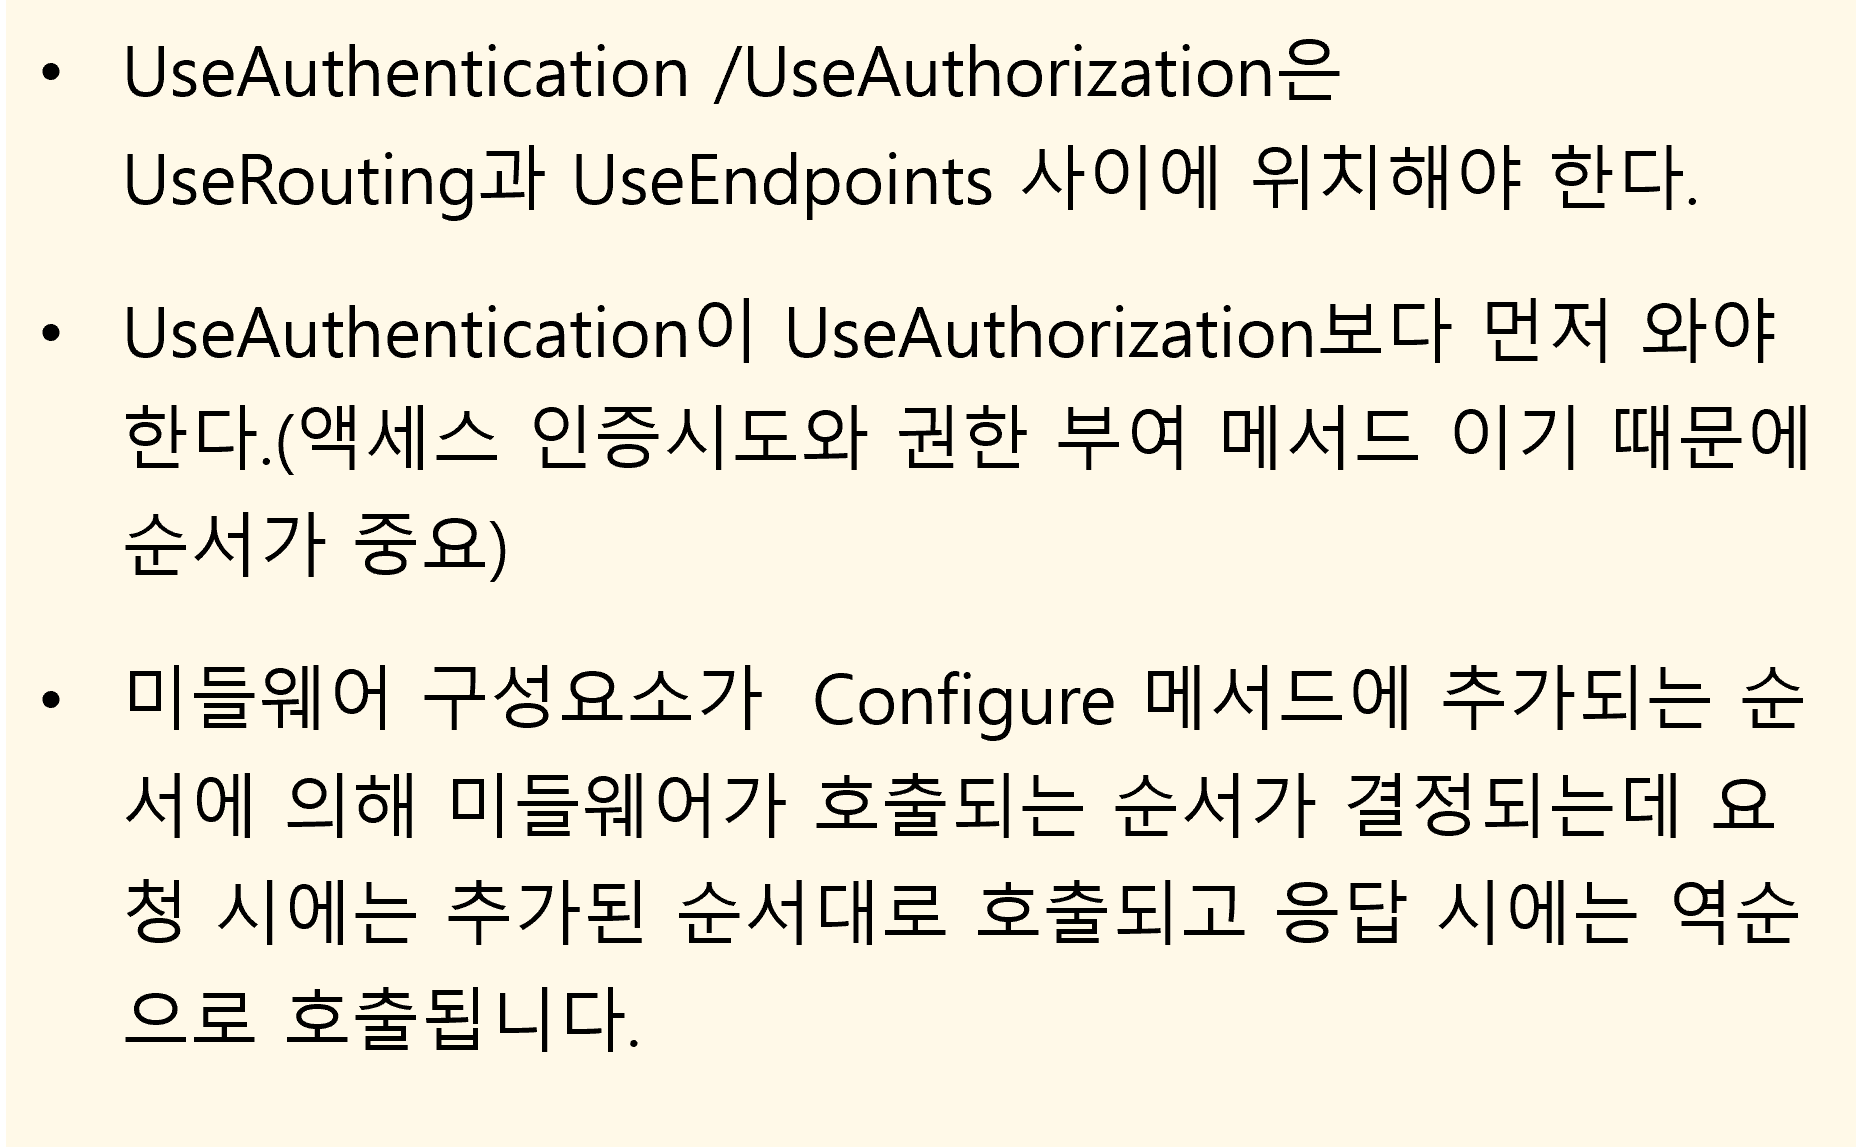 • UseAuthentication /UseAuthorization은
UseRouting과 UseEndpoints 사이에 위치해야 한다.
• UseAuthentication이 UseAuthorization보다 먼저 와야
한다.(액세스 인증시도와 권한 부여 메서드 이기 때문에
순서가 중요)
• 미들웨어 구성요소가  Configure 메서드에 추가되는 순
서에 의해 미들웨어가 호출되는 순서가 결정되는데 요
청 시에는 추가된 순서대로 호출되고 응답 시에는 역순
으로 호출됩니다.